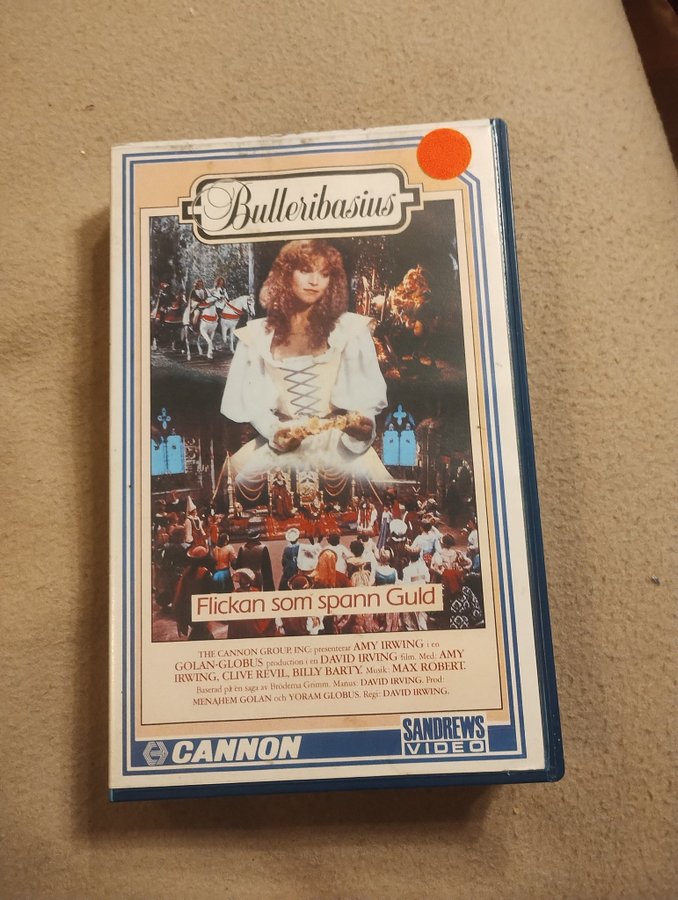 Bulleribasius
Flickan som spann Guld
THE CANNON GROUP, INC: presenterar AMY IRWING i en
GOLAN-GLOBUS production i en DAVID IRVING film. Med: AMY
IRWING, CLIVE REVIL, BILLY BARTY. Musik: MAX ROBERT.
Baserad på en saga av Bröderna Grimm. Manus: DAVID IRVING. Prod:
MENAHEM GOLAN och YORAM GLOBUS. Regi: DAVID IRWING.
CANNON
SANDREWS
VIDEO